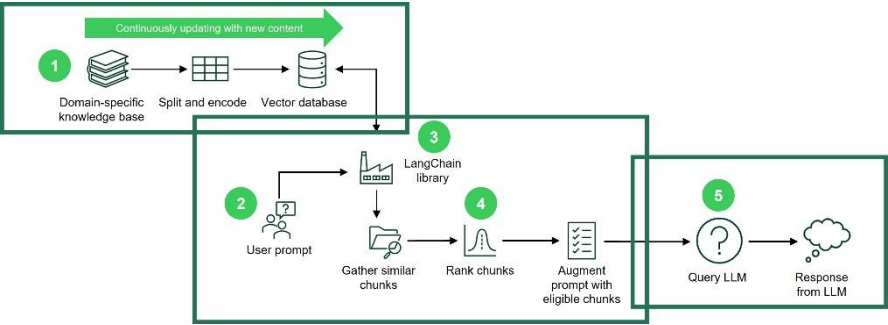 Continuously updating with new content
1
Domain-specific
knowledge base
Split and encode
Vector database
2
User prompt
3
LangChain
library
Gather similar
chunks
4
Rank chunks
Augment
prompt with
eligible chunks
5
Query LLM
Response
from LLM